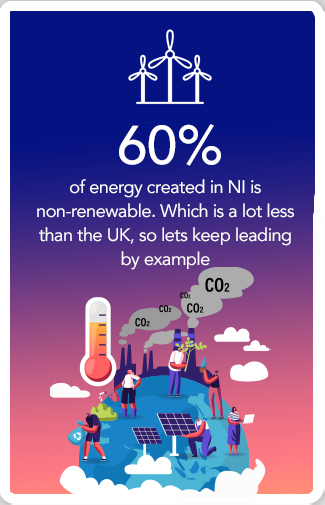 60%
of energy created in NI is
non-renewable. Which is a lot less
than the UK, so lets keep leading
by example
CO₂
CO₂
CO₂
CO₂
CO₂